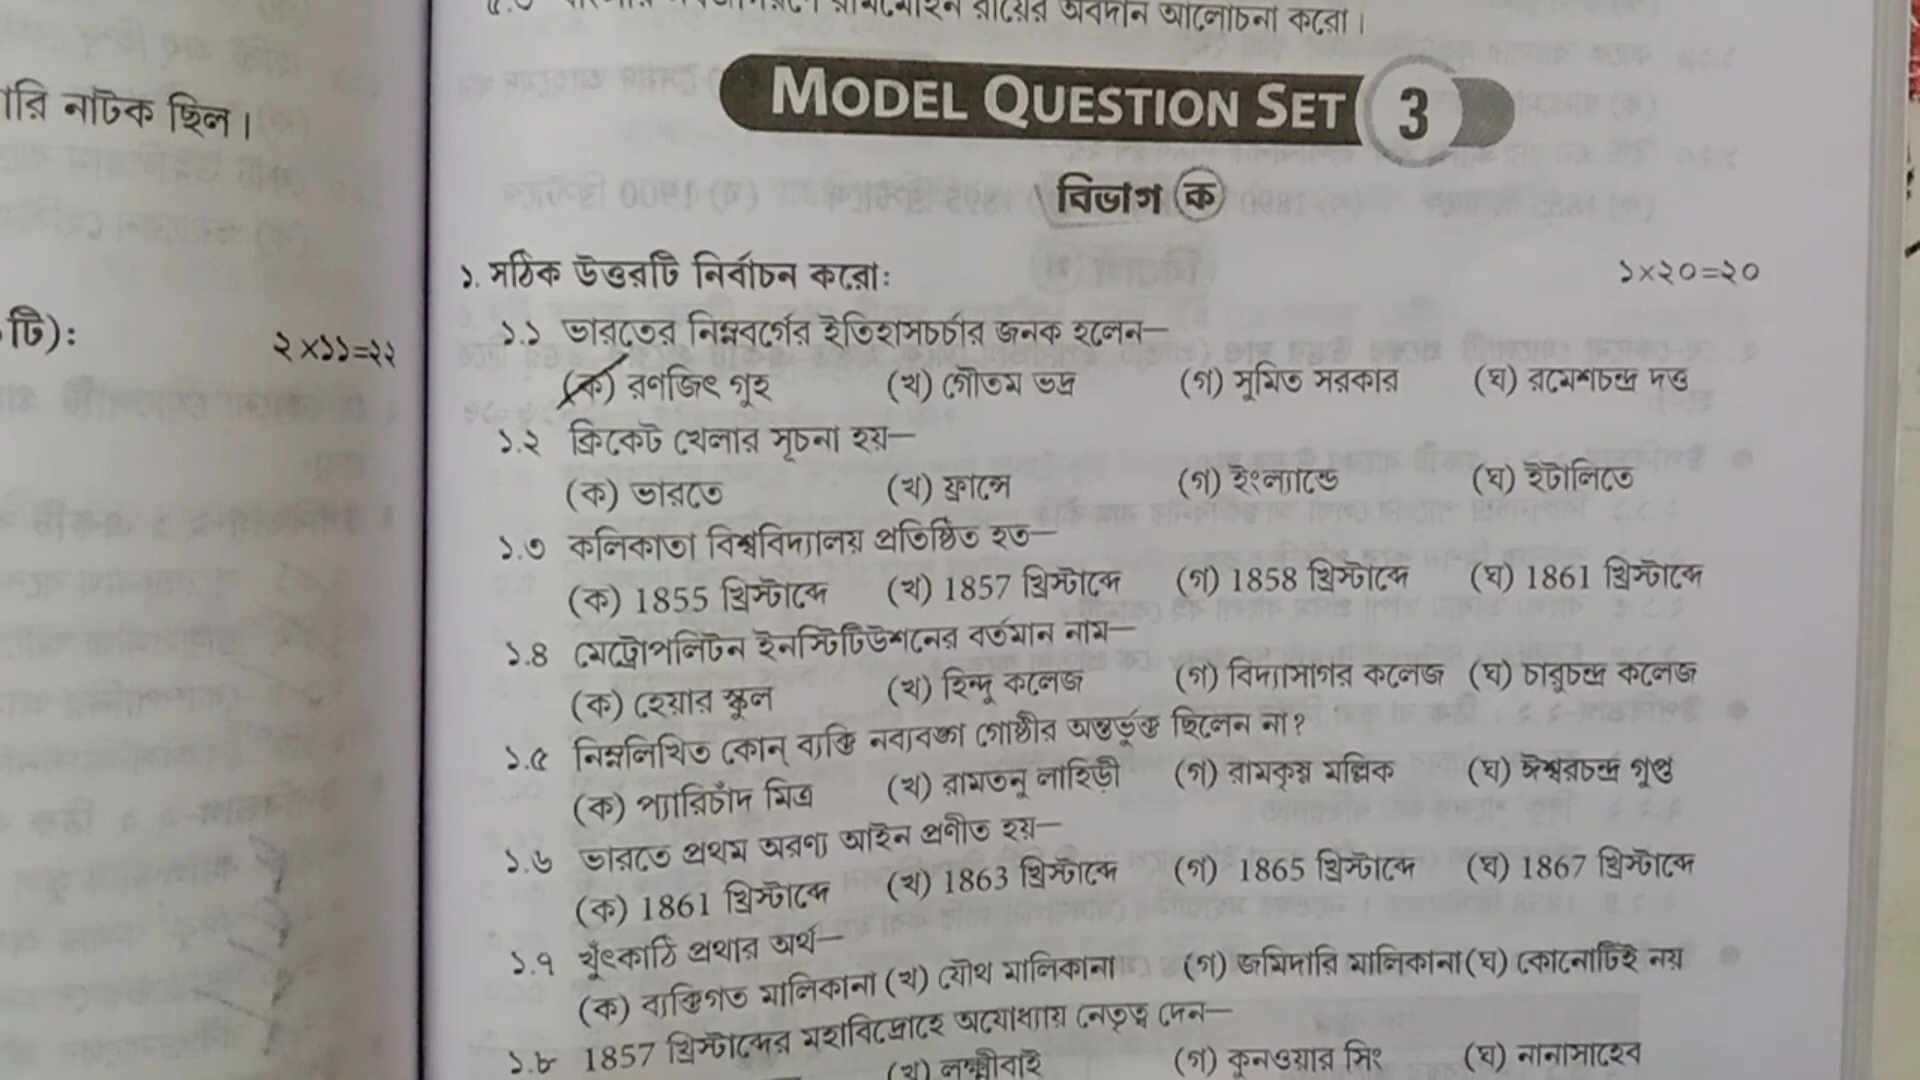 ৫.৩ বাংলার নবজাগরণে রামমোহন রায়ের অবদান আলোচনা করো।
MODEL QUESTION SET 3
বিভাগ ক
১. সঠিক উত্তরটি নির্বাচন করো: ১×২০=২০
১.১ ভারতের নিম্নবর্গের ইতিহাসচর্চার জনক হলেন—
(ক) রণজিৎ গুহ (খ) গৌতম ভদ্র (গ) সুমিত সরকার (ঘ) রমেশচন্দ্র দত্ত
১.২ ক্রিকেট খেলার সূচনা হয়—
(ক) ভারতে (খ) ফ্রান্সে (গ) ইংল্যান্ডে (ঘ) ইটালিতে
১.৩ কলিকাতা বিশ্ববিদ্যালয় প্রতিষ্ঠিত হত—
(ক) 1855 খ্রিস্টাব্দে (খ) 1857 খ্রিস্টাব্দে (গ) 1858 খ্রিস্টাব্দে (ঘ) 1861 খ্রিস্টাব্দে
১.৪ মেট্রোপলিটন ইনস্টিটিউশনের বর্তমান নাম—
(ক) হেয়ার স্কুল (খ) হিন্দু কলেজ (গ) বিদ্যাসাগর কলেজ (ঘ) চারুচন্দ্র কলেজ
১.৫ নিম্নলিখিত কোন্ ব্যক্তি নব্যবঙ্গ গোষ্ঠীর অন্তর্ভুক্ত ছিলেন না?
(ক) প্যারিচাঁদ মিত্র (খ) রামতনু লাহিড়ী (গ) রামকৃষ্ণ মল্লিক (ঘ) ঈশ্বরচন্দ্র গুপ্ত
১.৬ ভারতে প্রথম অরণ্য আইন প্রণীত হয়—
(ক) 1861 খ্রিস্টাব্দে (খ) 1863 খ্রিস্টাব্দে (গ) 1865 খ্রিস্টাব্দে (ঘ) 1867 খ্রিস্টাব্দে
১.৭ খুঁৎকাঠি প্রথার অর্থ—
(ক) ব্যক্তিগত মালিকানা (খ) যৌথ মালিকানা (গ) জমিদারি মালিকানা (ঘ) কোনোটিই নয়
১.৮ 1857 খ্রিস্টাব্দের মহাবিদ্রোহে অযোধ্যায় নেতৃত্ব দেন—
(খ) লক্ষ্মীবাই (গ) কুনওয়ার সিং (ঘ) নানাসাহেব
নাটক ছিল।
টি): ২×১১=২২